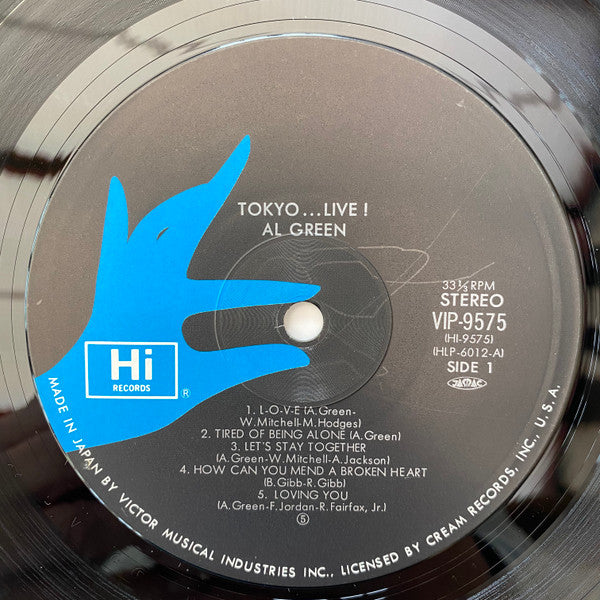 TOKYO...LIVE!
AL GREEN
33⅓ RPM
STEREO
VIP-9575
(HI-9575)
(HLP-6012-A)
SIDE 1
JASRAC
Hi
RECORDS
®
1. L-O-V-E (A.Green-
W.Mitchell-M.Hodges)
2. TIRED OF BEING ALONE (A.Green)
3. LET'S STAY TOGETHER
(A.Green-W.Mitchell-A.Jackson)
4. HOW CAN YOU MEND A BROKEN HEART
(B.Gibb-R.Gibb)
5. LOVING YOU
(A.Green-F.Jordan-R.Fairfax, Jr.)
⑤
MADE IN JAPAN BY VICTOR MUSICAL INDUSTRIES INC., LICENSED BY CREAM RECORDS, INC., U.S.A.